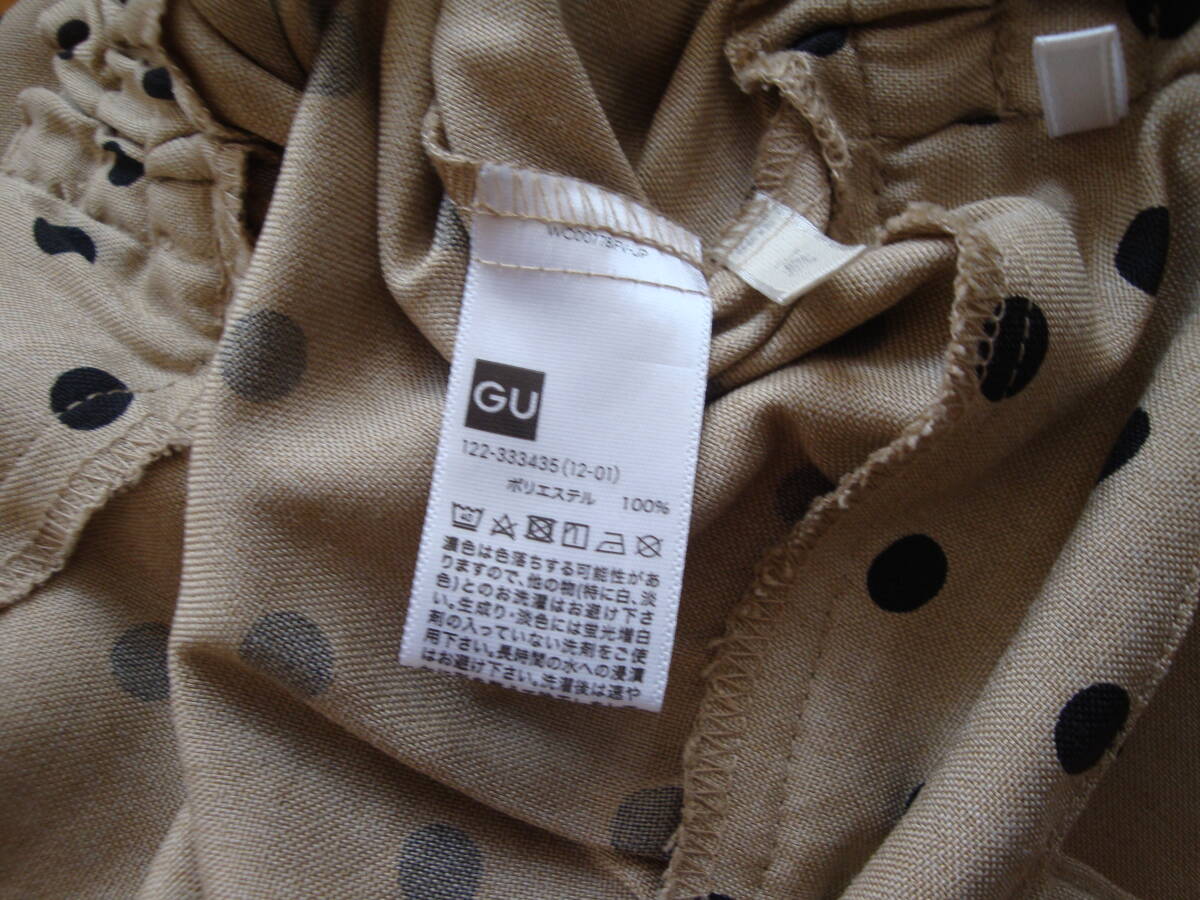 GU
122-333435(12-01)
ポリエステル 100%
40
濃色は色落ちする可能性があ
りますので、他の物(特に白、淡
色)とのお洗濯はお避け下さ
い。生成り・淡色には蛍光増白
剤の入っていない洗剤をご使
用下さい。長時間の水への浸漬
はお避け下さい。洗濯後は速や